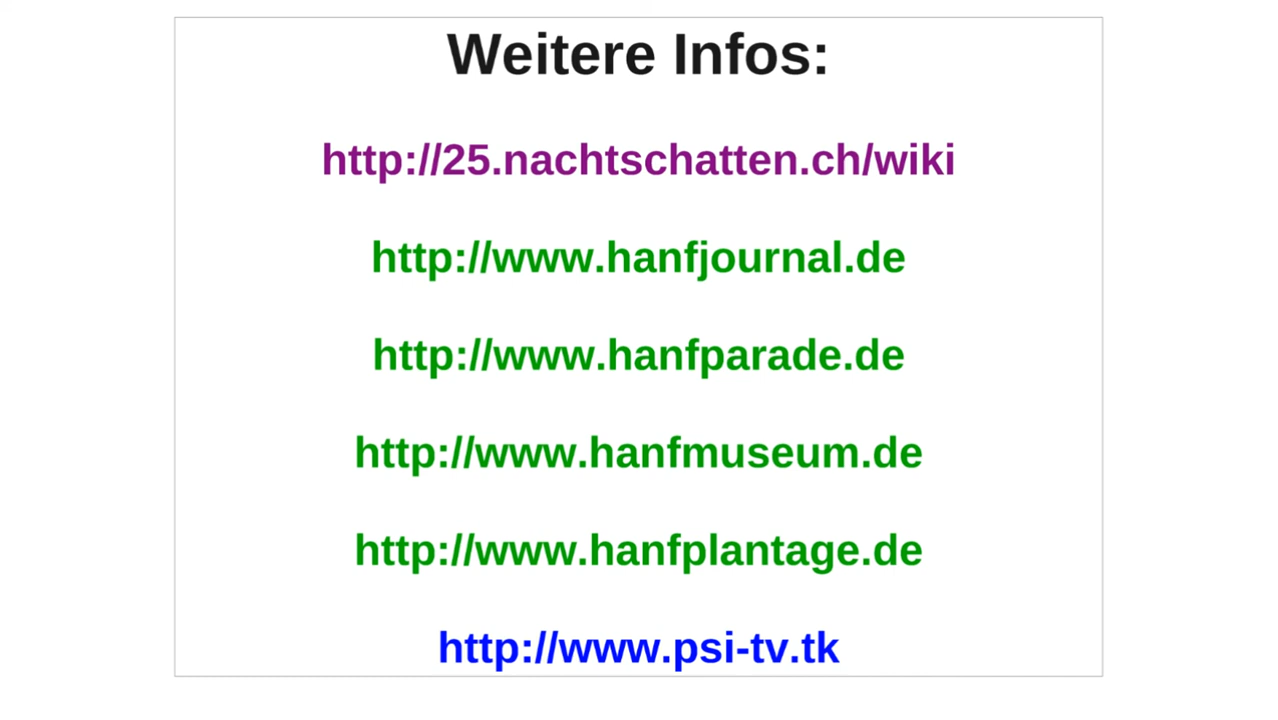 Weitere Infos:
http://25.nachtschatten.ch/wiki
http://www.hanfjournal.de
http://www.hanfparade.de
http://www.hanfmuseum.de
http://www.hanfplantage.de
http://www.psi-tv.tk